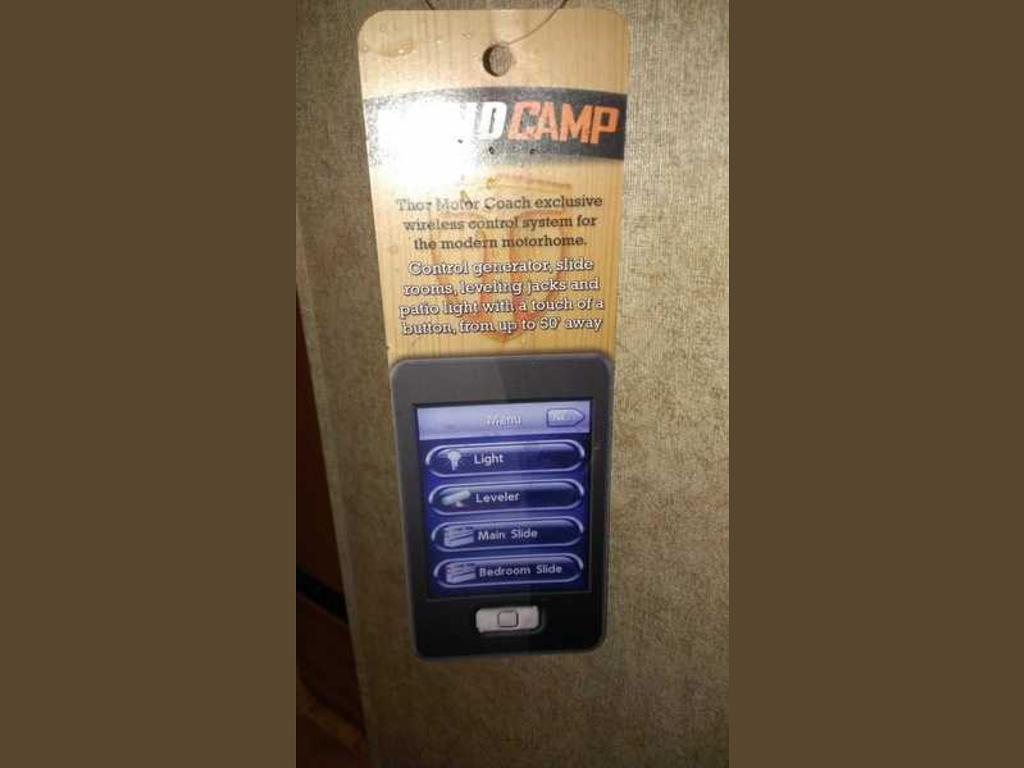 CAMP
Thor Motor Coach exclusive
wireless control system for
the modern motorhome.
Control generator, slide
rooms, leveling jacks and
patio light with a touch of a
button, from up to 50' away
Menu
Light
Leveler
Main Slide
Bedroom Slide